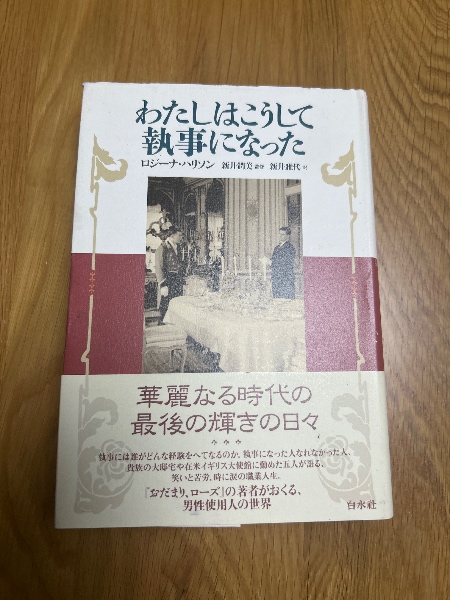 わたしはこうして
執事になった
ロジーナ・ハリソン 新井潤美 監修 新井雅代 訳
華麗なる時代の
最後の輝きの日々
執事には誰がどんな経験をへてなるのか。執事になった人なれなかった人、
貴族の大邸宅や在米イギリス大使館に勤めた五人が語る、
笑いと苦労、時に涙の職業人生。
『おだまり、ローズ』の著者がおくる、
男性使用人の世界
白水社